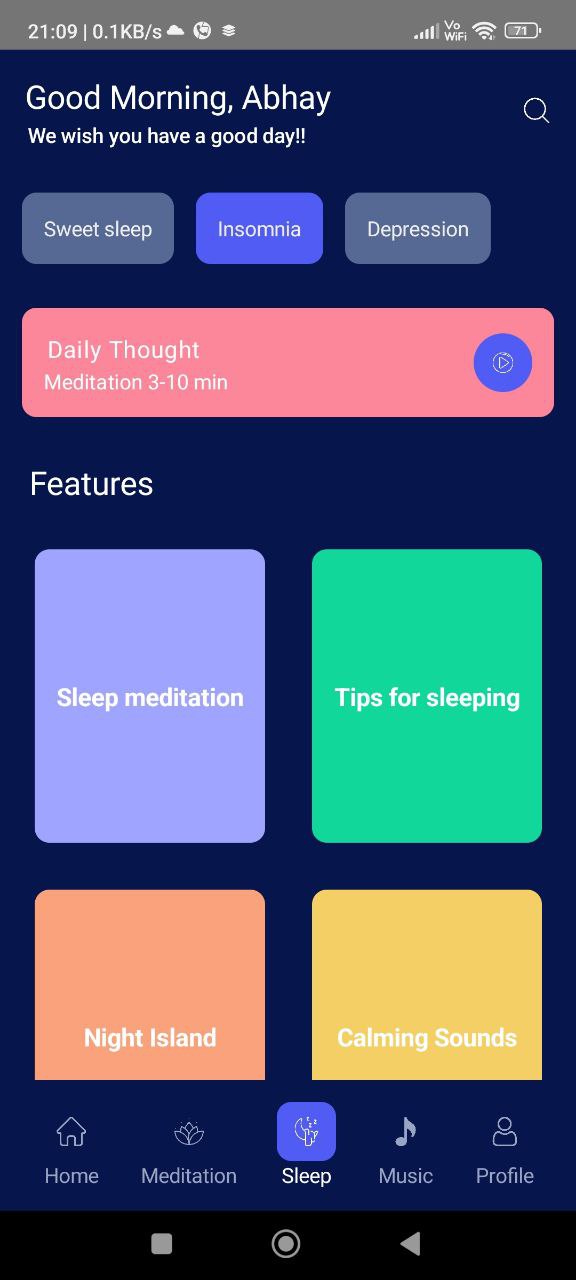 21:09 | 0.1KB/s
Vo
WiFi
71
Good Morning, Abhay
We wish you have a good day!!
Sweet sleep
Insomnia
Depression
Daily Thought
Meditation 3-10 min
Features
Sleep meditation
Tips for sleeping
Night Island
Calming Sounds
Home
Meditation
Sleep
Music
Profile